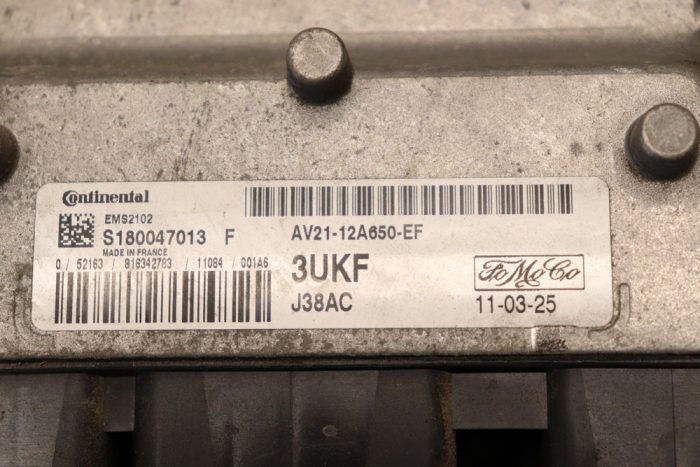 Continental
EMS2102
S180047013 F
MADE IN FRANCE
0 / 52163 / 816342783 / 11084 / 001A6
AV21-12A650-EF
3UKF
J38AC
FoMoCo
11-03-25